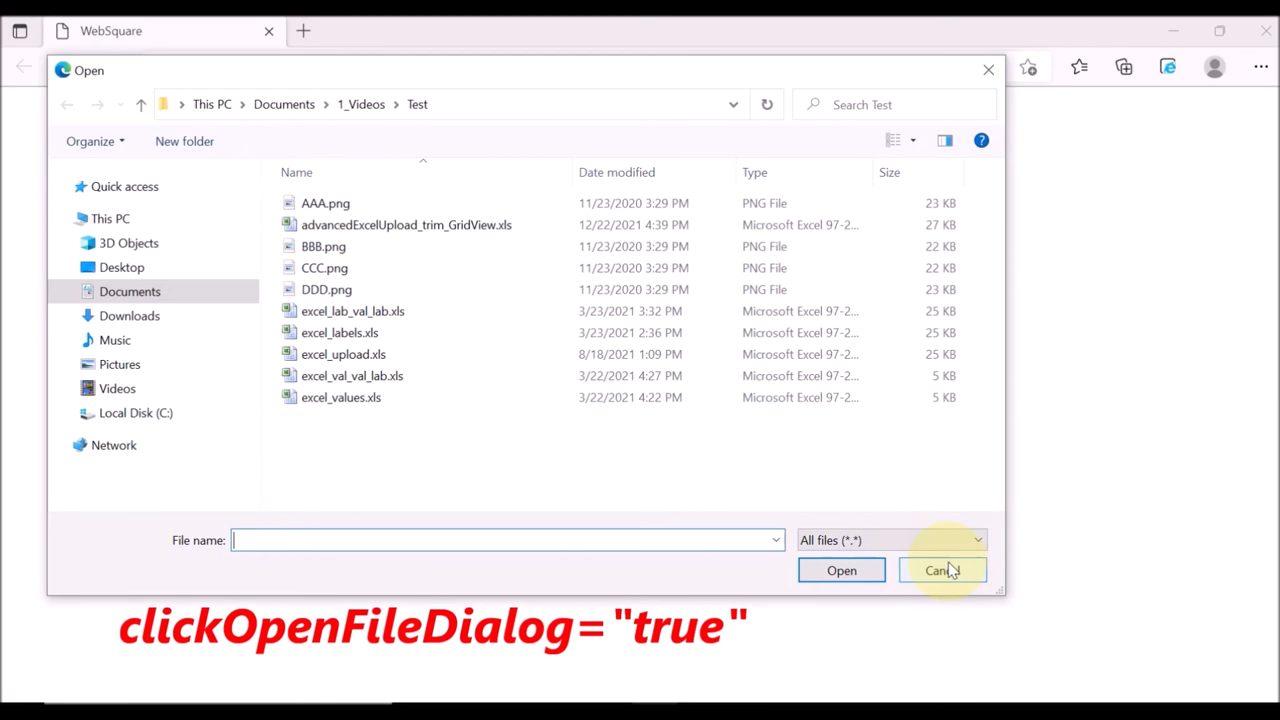 WebSquare
Open
This PC Documents 1_Videos Test
Search Test
Organize New folder
Name Date modified Type Size
AAA.png 11/23/2020 3:29 PM PNG File 23 KB
advancedExcelUpload_trim_GridView.xls 12/22/2021 4:39 PM Microsoft Excel 97-2... 27 KB
BBB.png 11/23/2020 3:29 PM PNG File 22 KB
CCC.png 11/23/2020 3:29 PM PNG File 22 KB
DDD.png 11/23/2020 3:29 PM PNG File 23 KB
excel_lab_val_lab.xls 3/23/2021 3:32 PM Microsoft Excel 97-2... 25 KB
excel_labels.xls 3/23/2021 2:36 PM Microsoft Excel 97-2... 25 KB
excel_upload.xls 8/18/2021 1:09 PM Microsoft Excel 97-2... 25 KB
excel_val_val_lab.xls 3/22/2021 4:27 PM Microsoft Excel 97-2... 5 KB
excel_values.xls 3/22/2021 4:22 PM Microsoft Excel 97-2... 5 KB
Quick access
This PC
3D Objects
Desktop
Documents
Downloads
Music
Pictures
Videos
Local Disk (C:)
Network
File name: All files (*.*)
Open Cancel
clickOpenFileDialog="true"